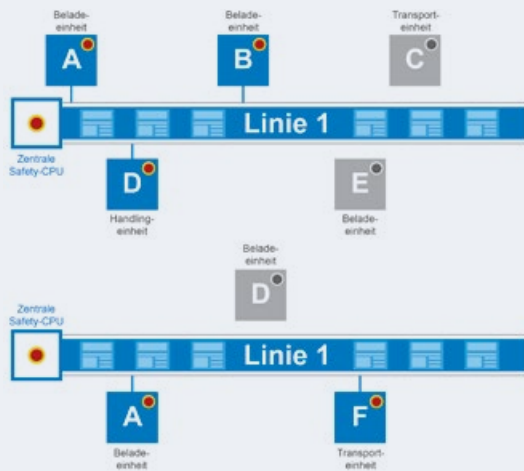 Belade-
einheit
A
Belade-
einheit
B
Transport-
einheit
C
Linie 1
Zentrale
Safety-CPU
D
Handling-
einheit
E
Belade-
einheit
Belade-
einheit
D
Zentrale
Safety-CPU
Linie 1
A
Belade-
einheit
F
Transport-
einheit